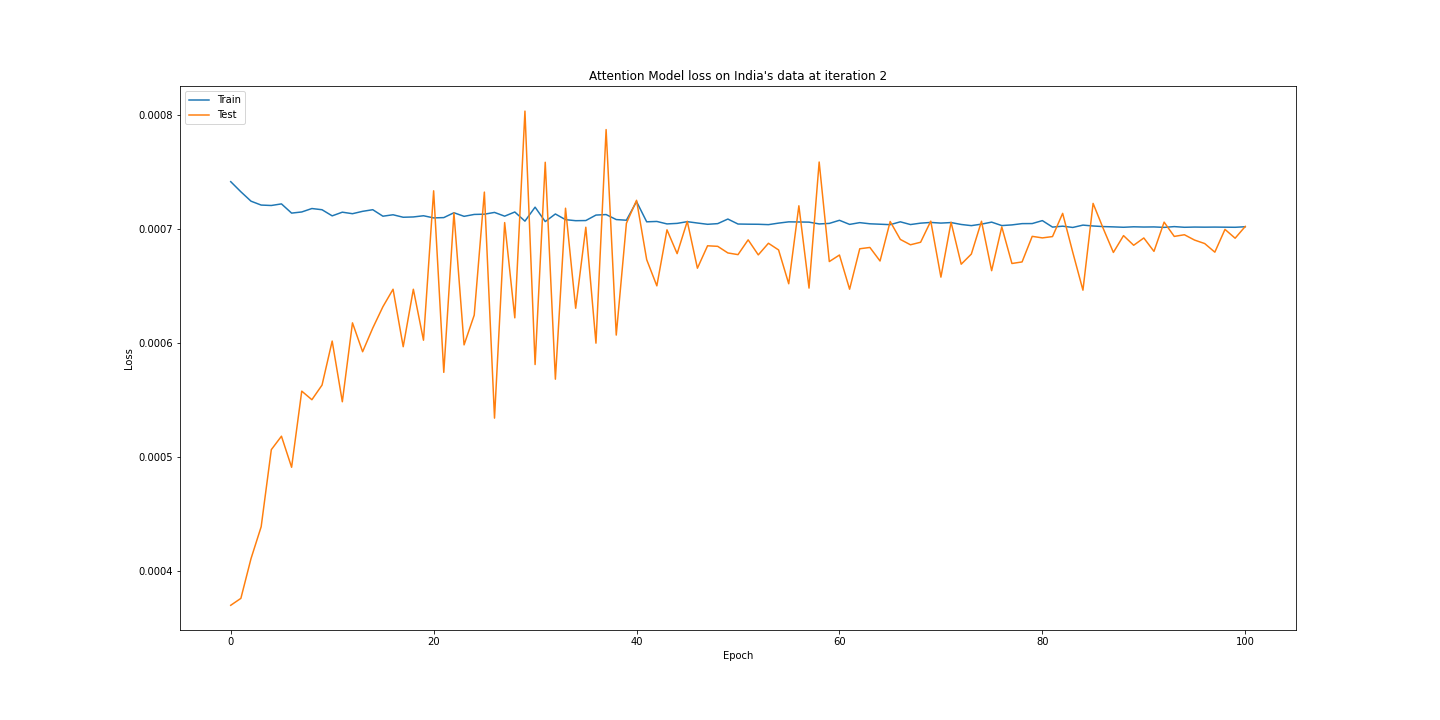 Attention Model loss on India's data at iteration 2
Train
Test
0.0008
0.0007
0.0006
0.0005
0.0004
Loss
0 20 40 60 80 100
Epoch